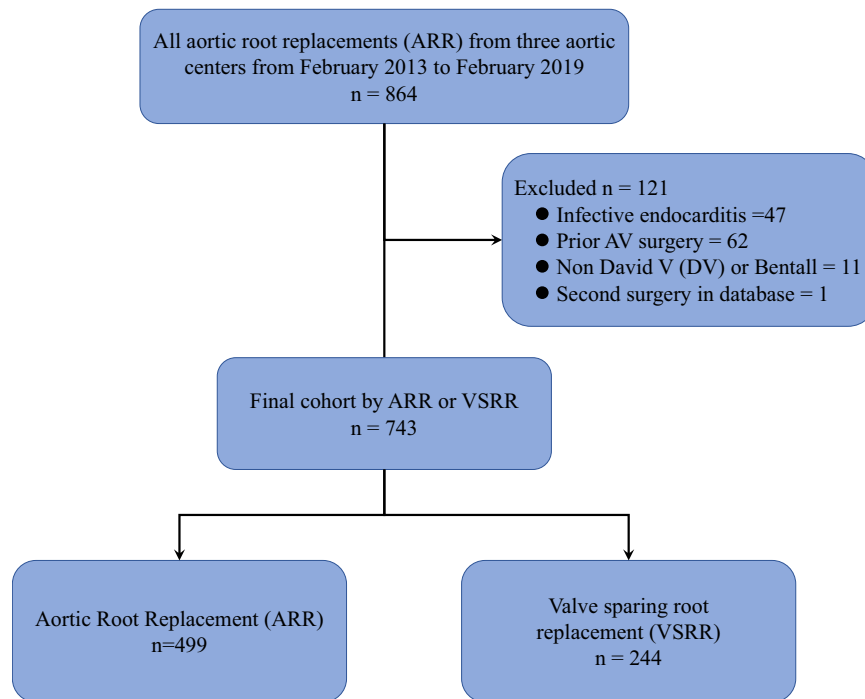 All aortic root replacements (ARR) from three aortic
centers from February 2013 to February 2019
n = 864
Excluded n = 121
● Infective endocarditis =47
● Prior AV surgery = 62
● Non David V (DV) or Bentall = 11
● Second surgery in database = 1
Final cohort by ARR or VSRR
n = 743
Aortic Root Replacement (ARR)
n=499
Valve sparing root
replacement (VSRR)
n = 244